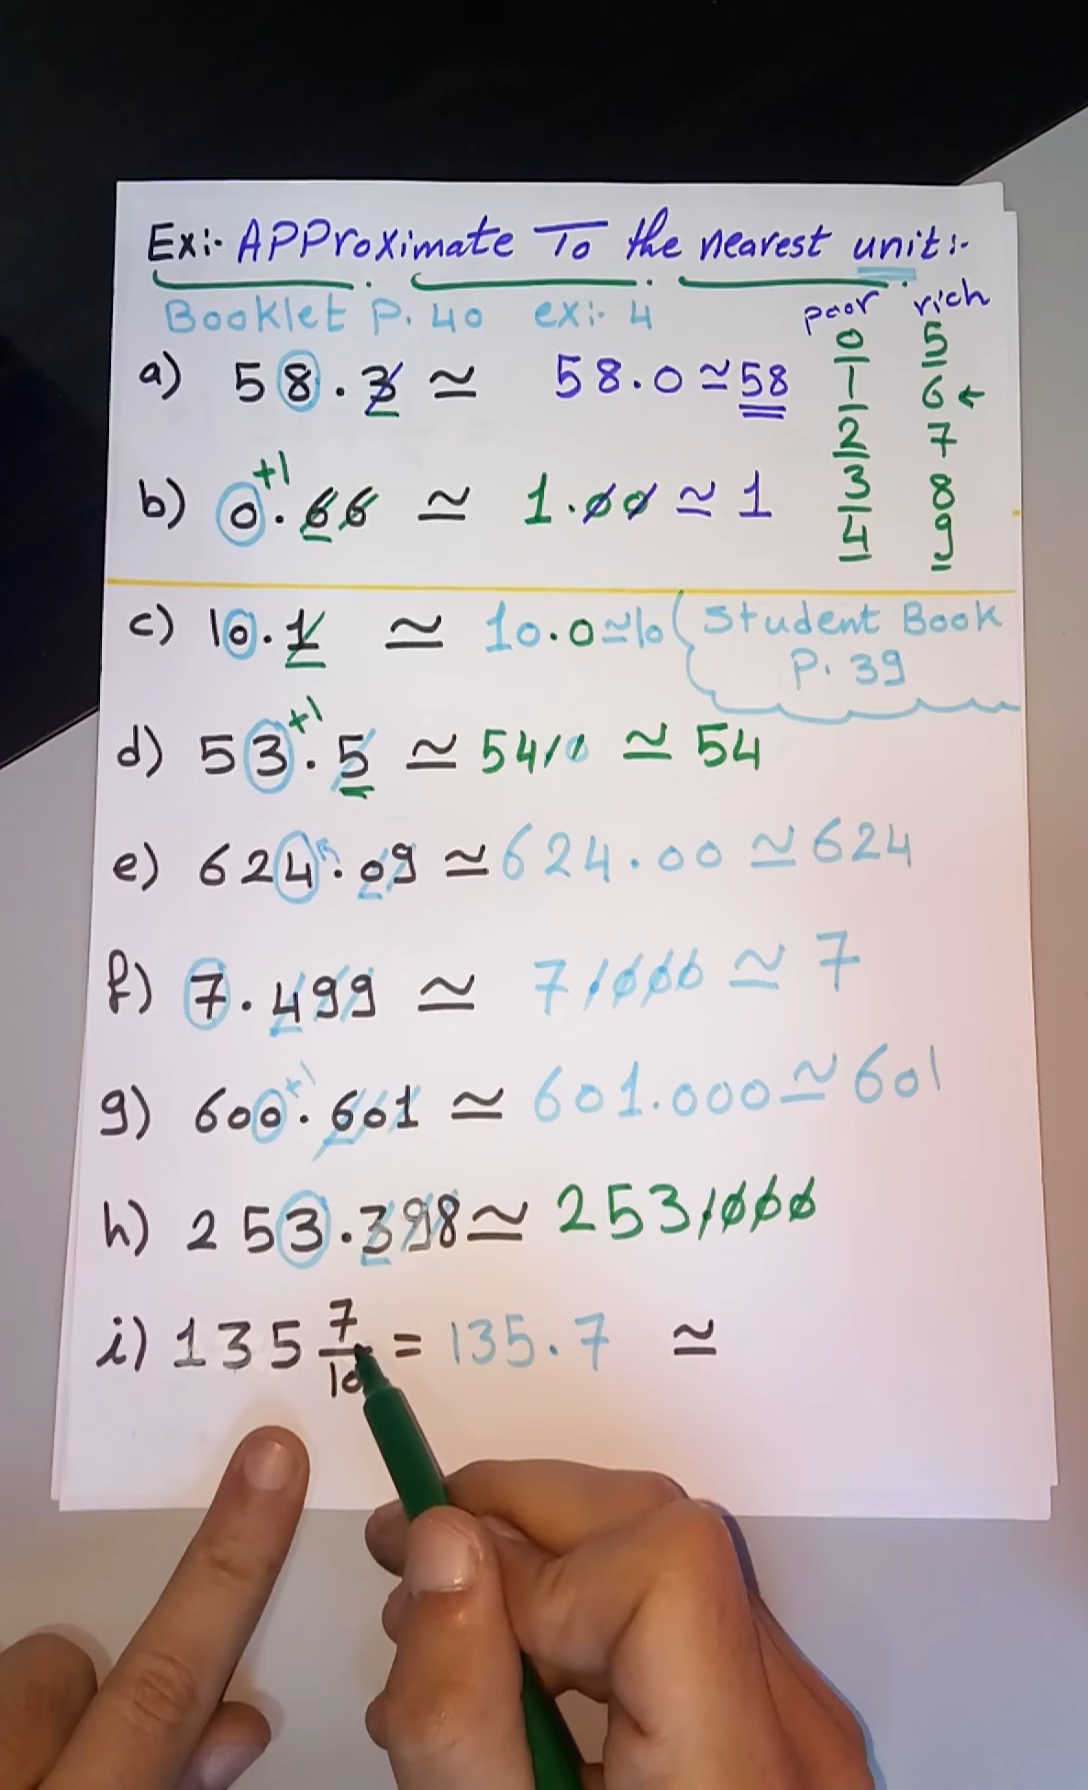 Ex:- APProximate To the nearest unit:-
Booklet P. 40 ex:- 4
poor rich
0 5
1 6 ←
2 7
3 8
4 9
a) 58.3 ≃ 58.0 ≃ 58
+1
b) 0.66 ≃ 1.00 ≃ 1
c) 10.1 ≃ 10.0 ≃ 10
Student Book
P. 39
+1
d) 53.5 ≃ 54.0 ≃ 54
e) 624.09 ≃ 624.00 ≃ 624
f) 7.499 ≃ 7.000 ≃ 7
+1
g) 600.601 ≃ 601.000 ≃ 601
h) 253.398 ≃ 253.000
i) 135 7/10 = 135.7 ≃